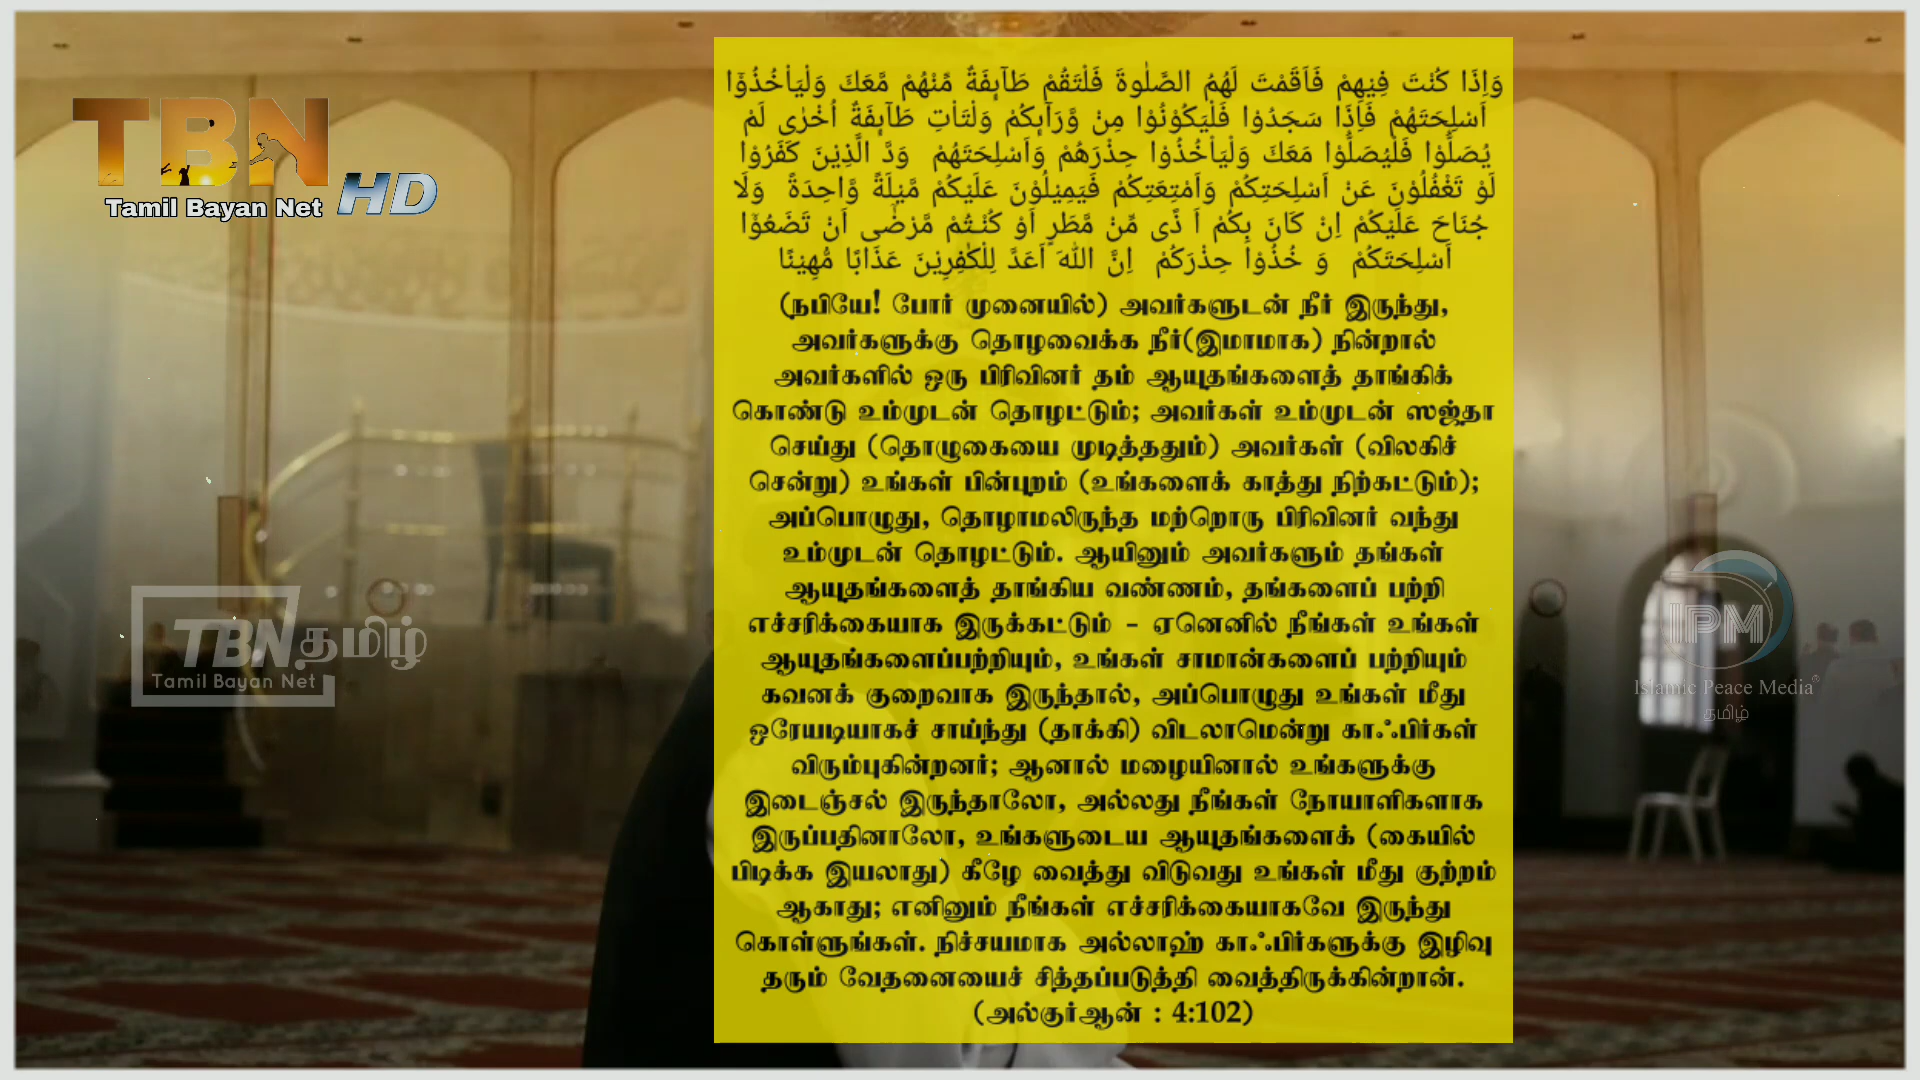 TBN HD
Tamil Bayan Net
وَاِذَا كُنْتَ فِيْهِمْ فَاَقَمْتَ لَهُمُ الصَّلٰوةَ فَلْتَقُمْ طَآٮِٕفَةٌ مِّنْهُمْ مَّعَكَ وَلْيَاْخُذُوْۤا
اَسْلِحَتَهُمْ فَاِذَا سَجَدُوْا فَلْيَكُوْنُوْا مِنْ وَّرَآٮِٕكُمْ وَلْتَاْتِ طَآٮِٕفَةٌ اُخْرٰى لَمْ
يُصَلُّوْا فَلْيُصَلُّوْا مَعَكَ وَلْيَاْخُذُوْا حِذْرَهُمْ وَاَسْلِحَتَهُمْ وَدَّ الَّذِيْنَ كَفَرُوْا
لَوْ تَغْفُلُوْنَ عَنْ اَسْلِحَتِكُمْ وَاَمْتِعَتِكُمْ فَيَمِيْلُوْنَ عَلَيْكُمْ مَّيْلَةً وَّاحِدَةً وَلَا
جُنَاحَ عَلَيْكُمْ اِنْ كَانَ بِكُمْ اَ ذًى مِّنْ مَّطَرٍ اَوْ كُنْـتُمْ مَّرْضٰۤى اَنْ تَضَعُوْۤا
اَسْلِحَتَكُمْ وَ خُذُوْا حِذْرَكُمْ اِنَّ اللّٰهَ اَعَدَّ لِلْكٰفِرِيْنَ عَذَابًا مُّهِيْنًا
(நபியே! போர் முனையில்) அவர்களுடன் நீர் இருந்து,
அவர்களுக்கு தொழவைக்க நீர்(இமாமாக) நின்றால்
அவர்களில் ஒரு பிரிவினர் தம் ஆயுதங்களைத் தாங்கிக்
கொண்டு உம்முடன் தொழட்டும்; அவர்கள் உம்முடன் ஸஜ்தா
செய்து (தொழுகையை முடித்ததும்) அவர்கள் (விலகிச்
சென்று) உங்கள் பின்புறம் (உங்களைக் காத்து நிற்கட்டும்);
அப்பொழுது, தொழாமலிருந்த மற்றொரு பிரிவினர் வந்து
உம்முடன் தொழட்டும். ஆயினும் அவர்களும் தங்கள்
ஆயுதங்களைத் தாங்கிய வண்ணம், தங்களைப் பற்றி
எச்சரிக்கையாக இருக்கட்டும் - ஏனெனில் நீங்கள் உங்கள்
ஆயுதங்களைப்பற்றியும், உங்கள் சாமான்களைப் பற்றியும்
கவனக் குறைவாக இருந்தால், அப்பொழுது உங்கள் மீது
ஒரேயடியாகச் சாய்ந்து (தாக்கி) விடலாமென்று காஃபிர்கள்
விரும்புகின்றனர்; ஆனால் மழையினால் உங்களுக்கு
இடைஞ்சல் இருந்தாலோ, அல்லது நீங்கள் நோயாளிகளாக
இருப்பதினாலோ, உங்களுடைய ஆயுதங்களைக் (கையில்
பிடிக்க இயலாது) கீழே வைத்து விடுவது உங்கள் மீது குற்றம்
ஆகாது; எனினும் நீங்கள் எச்சரிக்கையாகவே இருந்து
கொள்ளுங்கள். நிச்சயமாக அல்லாஹ் காஃபிர்களுக்கு இழிவு
தரும் வேதனையைச் சித்தப்படுத்தி வைத்திருக்கின்றான்.
(அல்குர்ஆன் : 4:102)
TBN தமிழ்
Tamil Bayan Net
IPM
Islamic Peace Media®
தமிழ்